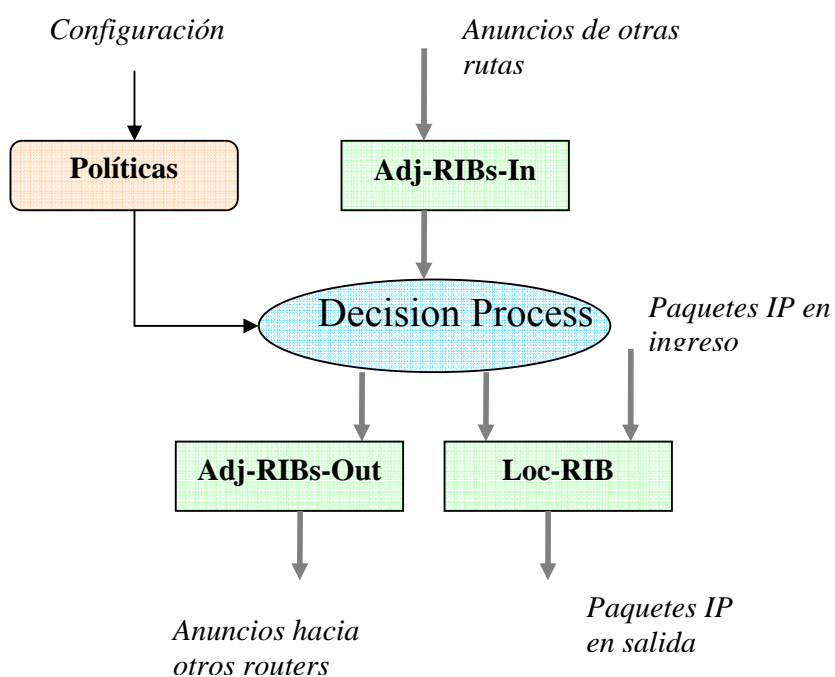 Configuración
Anuncios de otras
rutas
Políticas
Adj-RIBs-In
Decision Process
Paquetes IP en
ingreso
Adj-RIBs-Out
Loc-RIB
Anuncios hacia
otros routers
Paquetes IP
en salida